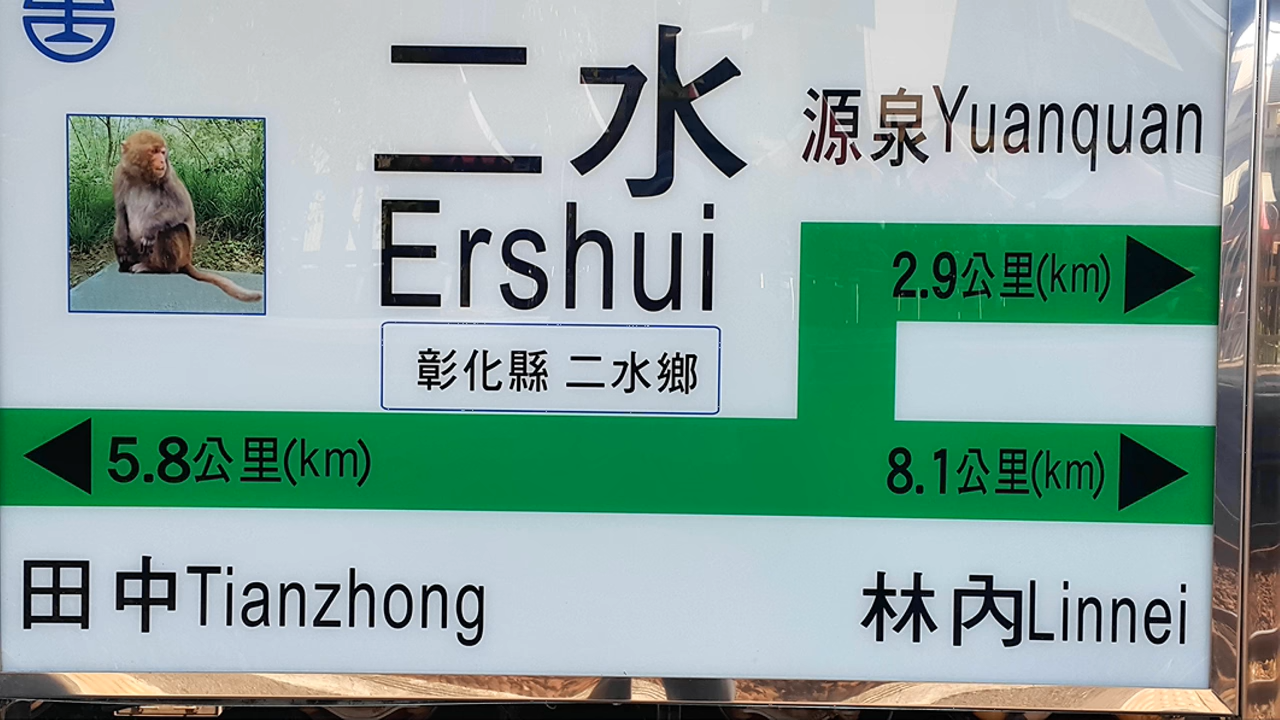 二水
Ershui
彰化縣 二水鄉
源泉Yuanquan
2.9公里(km)
5.8公里(km)
8.1公里(km)
田中Tianzhong
林內Linnei